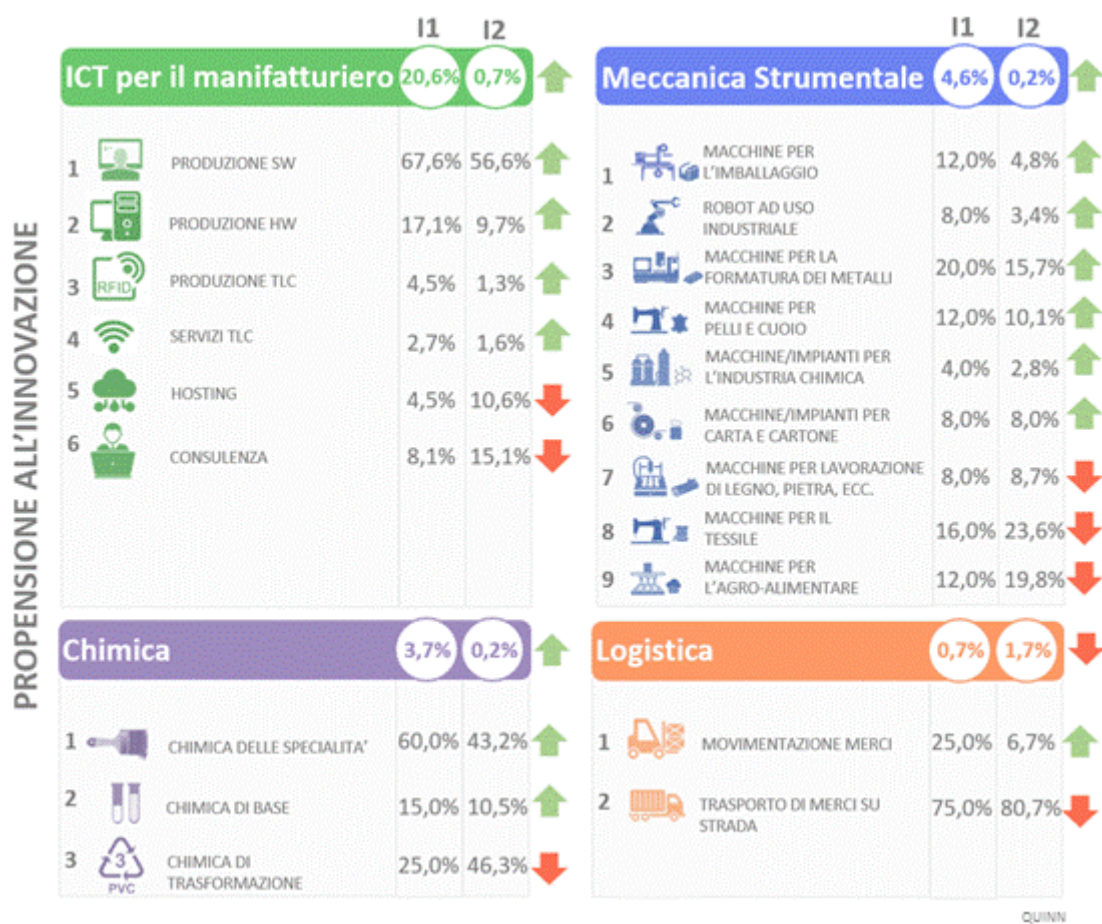 PROPENSIONE ALL'INNOVAZIONE
I1 I2
ICT per il manifatturiero 20,6% 0,7%
1 PRODUZIONE SW 67,6% 56,6%
2 PRODUZIONE HW 17,1% 9,7%
3 RFID PRODUZIONE TLC 4,5% 1,3%
4 SERVIZI TLC 2,7% 1,6%
5 HOSTING 4,5% 10,6%
6 CONSULENZA 8,1% 15,1%
I1 I2
Meccanica Strumentale 4,6% 0,2%
1 MACCHINE PER
L'IMBALLAGGIO 12,0% 4,8%
2 ROBOT AD USO
INDUSTRIALE 8,0% 3,4%
3 MACCHINE PER LA
FORMATURA DEI METALLI 20,0% 15,7%
4 MACCHINE PER
PELLI E CUOIO 12,0% 10,1%
5 MACCHINE/IMPIANTI PER
L'INDUSTRIA CHIMICA 4,0% 2,8%
6 MACCHINE/IMPIANTI PER
CARTA E CARTONE 8,0% 8,0%
7 MACCHINE PER LAVORAZIONE
DI LEGNO, PIETRA, ECC. 8,0% 8,7%
8 MACCHINE PER IL
TESSILE 16,0% 23,6%
9 MACCHINE PER
L'AGRO-ALIMENTARE 12,0% 19,8%
Chimica 3,7% 0,2%
1 CHIMICA DELLE SPECIALITA' 60,0% 43,2%
2 CHIMICA DI BASE 15,0% 10,5%
3 3 PVC CHIMICA DI
TRASFORMAZIONE 25,0% 46,3%
Logistica 0,7% 1,7%
1 MOVIMENTAZIONE MERCI 25,0% 6,7%
2 TRASPORTO DI MERCI SU
STRADA 75,0% 80,7%
QUINN